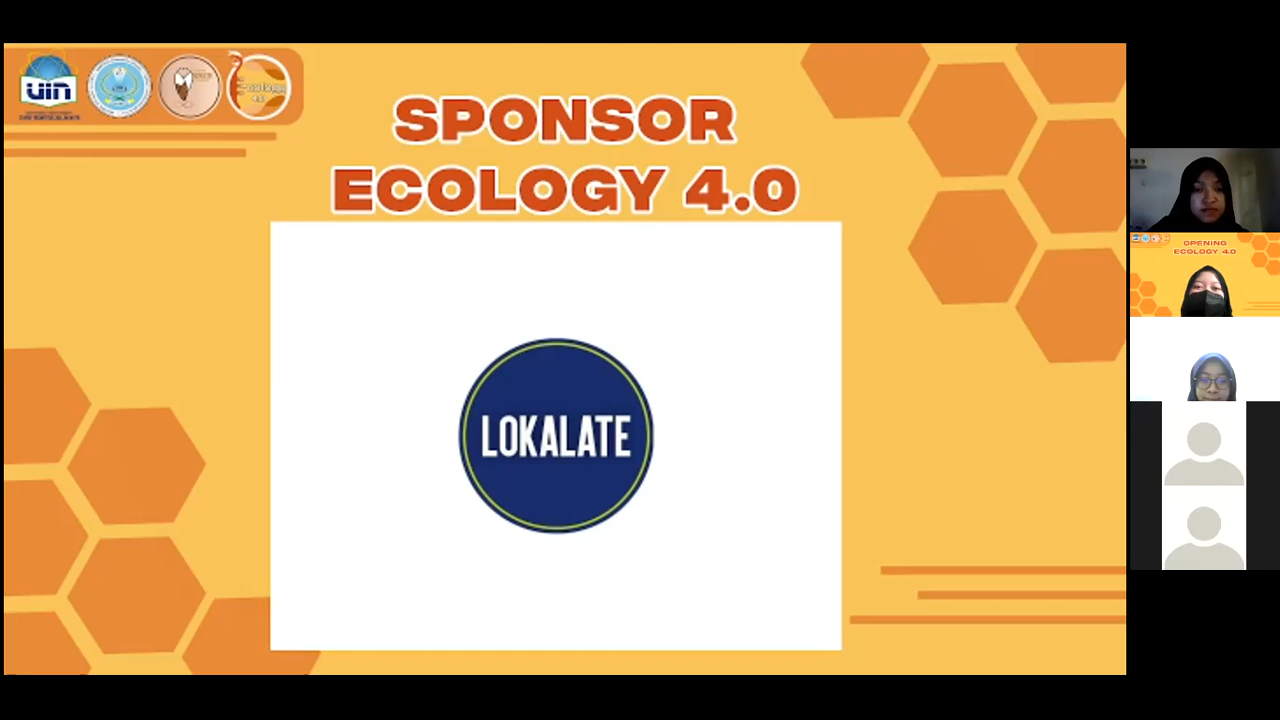 uin
SPONSOR
ECOLOGY 4.0
LOKALATE
OPENING
ECOLOGY 4.0